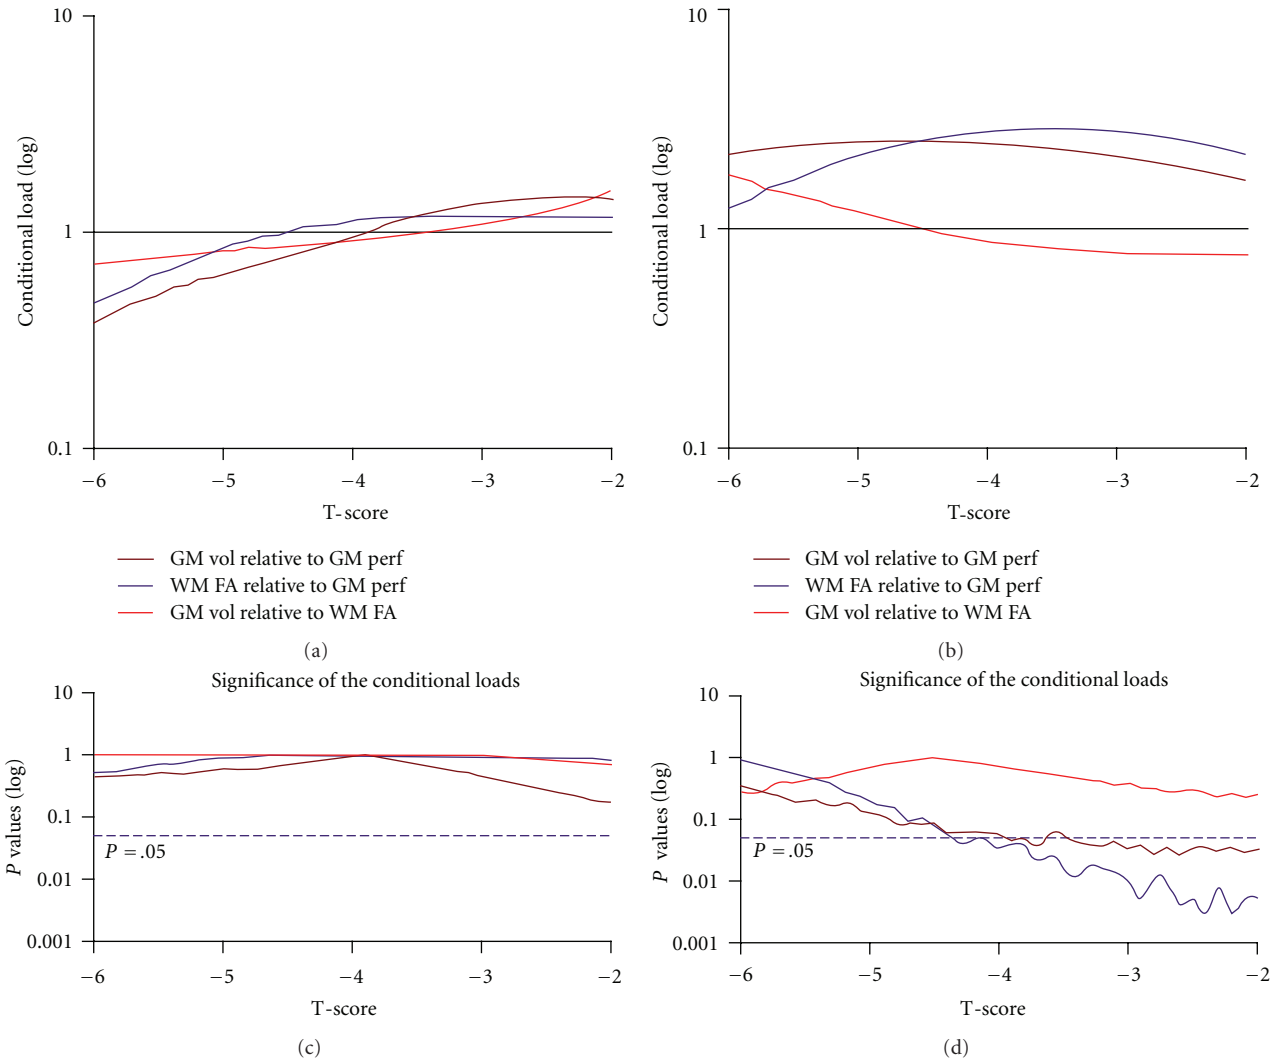 10
1
0.1
Conditional load (log)
−6 −5 −4 −3 −2
T-score
GM vol relative to GM perf
WM FA relative to GM perf
GM vol relative to WM FA
(a)
10
1
0.1
Conditional load (log)
−6 −5 −4 −3 −2
T-score
GM vol relative to GM perf
WM FA relative to GM perf
GM vol relative to WM FA
(b)
Significance of the conditional loads
10
1
0.1
0.01
0.001
P values (log)
P = .05
−6 −5 −4 −3 −2
T-score
(c)
Significance of the conditional loads
10
1
0.1
0.01
0.001
P values (log)
P = .05
−6 −5 −4 −3 −2
T-score
(d)